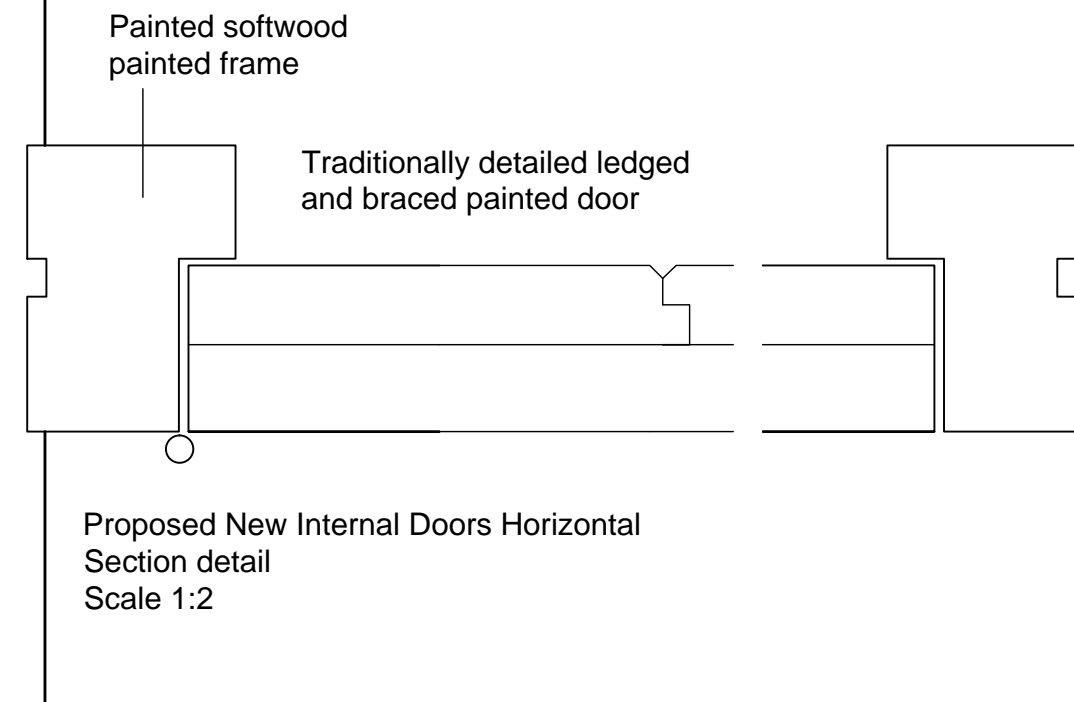 Painted softwood
painted frame
Traditionally detailed ledged
and braced painted door
Proposed New Internal Doors Horizontal
Section detail
Scale 1:2